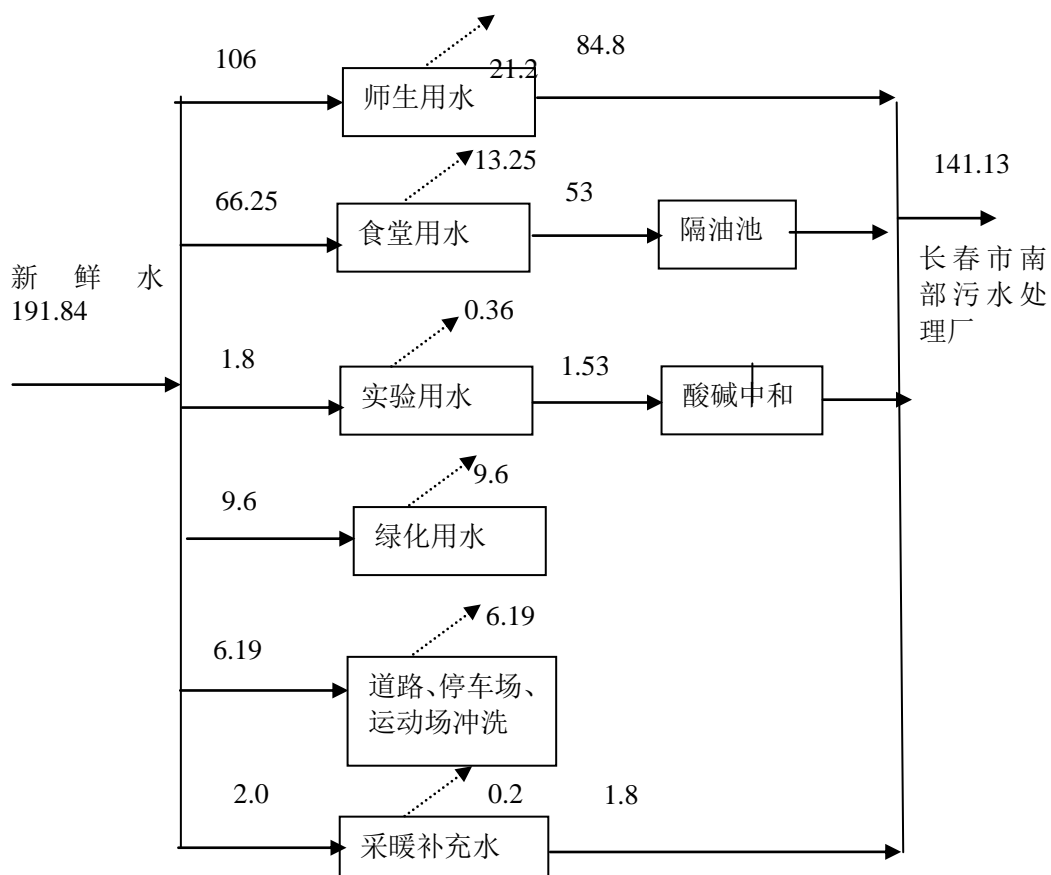 106
21.2
84.8
师生用水
66.25
13.25
53
141.13
食堂用水
隔油池
新鲜水
191.84
长春市南
部污水处
理厂
1.8
0.36
1.53
实验用水
酸碱中和
9.6
9.6
绿化用水
6.19
6.19
道路、停车场、
运动场冲洗
2.0
0.2
1.8
采暖补充水